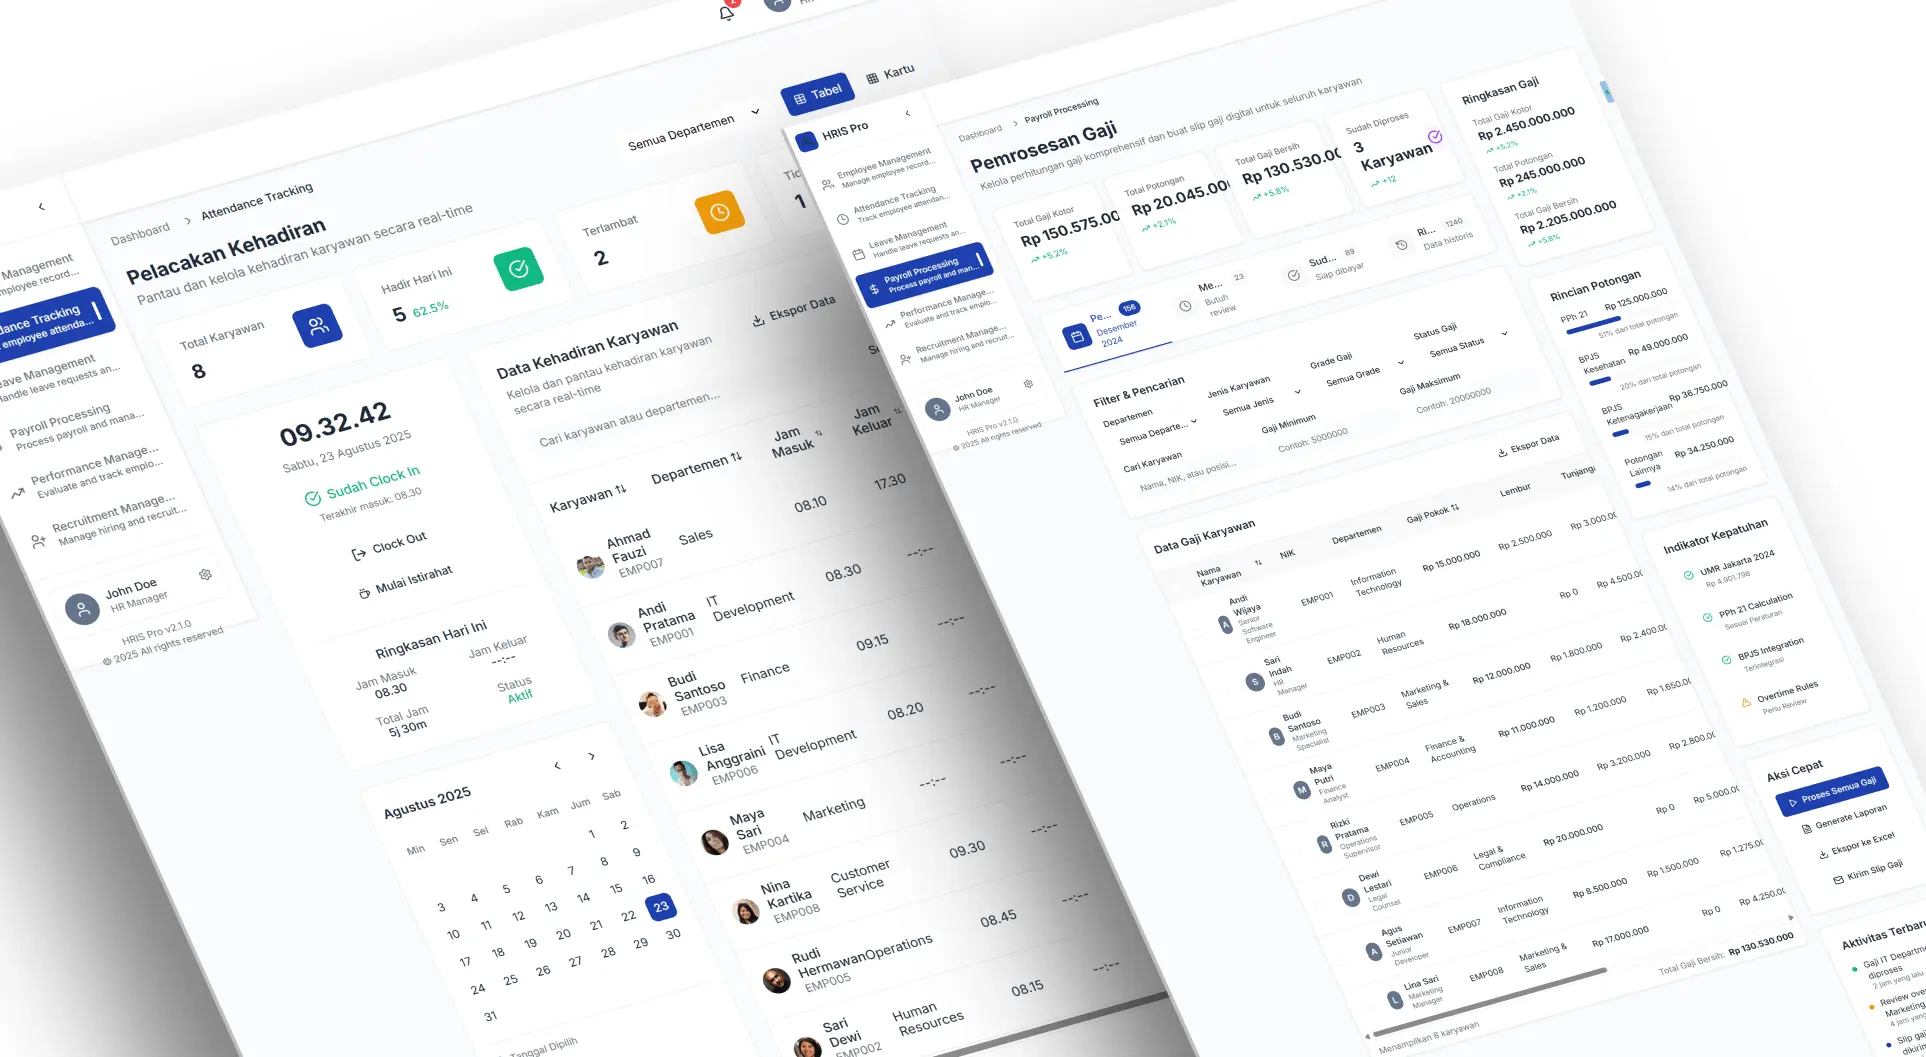 Management
employee record...
Attendance Tracking
employee attenda...
Leave Management
Handle leave requests an...
Payroll Processing
Process payroll and mana...
Performance Manage...
Evaluate and track emplo...
Recruitment Manage...
Manage hiring and recruit...
John Doe
HR Manager
HRIS Pro v2.1.0
© 2025 All rights reserved
Dashboard > Attendance Tracking
Pelacakan Kehadiran
Pantau dan kelola kehadiran karyawan secara real-time
Semua Departemen
Tabel
Kartu
Total Karyawan
8
Hadir Hari Ini
5 62.5%
Terlambat
2
1
09.32.42
Sabtu, 23 Agustus 2025
Sudah Clock In
Terakhir masuk: 08.30
Clock Out
Mulai Istirahat
Ringkasan Hari Ini
Jam Masuk
08.30
Jam Keluar
--:--
Total Jam
5j 30m
Status
Aktif
Agustus 2025
Min Sen Sel Rab Kam Jum Sab
1 2
3 4 5 6 7 8 9
10 11 12 13 14 15 16
17 18 19 20 21 22 23
24 25 26 27 28 29 30
31
Tanggal Dipilih
Data Kehadiran Karyawan
Kelola dan pantau kehadiran karyawan
secara real-time
Ekspor Data
Cari karyawan atau departemen...
Karyawan Departemen Jam Masuk Jam Keluar
Ahmad Fauzi EMP007 Sales 08.10 17.30
Andi Pratama EMP001 IT Development 08.30 --:--
Budi Santoso EMP003 Finance 09.15 --:--
Lisa Anggraini EMP006 IT Development 08.20 --:--
Maya Sari EMP004 Marketing --:-- --:--
Nina Kartika EMP008 Customer Service 09.30 --:--
Rudi Hermawan EMP005 Operations 08.45 --:--
Sari Dewi EMP002 Human Resources 08.15 --:--
HRIS Pro
Employee Management
Manage employee record...
Attendance Tracking
Track employee attendan...
Leave Management
Handle leave requests an...
Payroll Processing
Process payroll and man...
Performance Manage...
Evaluate and track emplo...
Recruitment Manage...
Manage hiring and recruit...
John Doe
HR Manager
HRIS Pro v2.1.0
© 2025 All rights reserved
Dashboard > Payroll Processing
Pemrosesan Gaji
Kelola perhitungan gaji komprehensif dan buat slip gaji digital untuk seluruh karyawan
Total Gaji Kotor
Rp 150.575.00
+5.2%
Total Potongan
Rp 20.045.00
+2.1%
Total Gaji Bersih
Rp 130.530.00
+5.8%
Sudah Diproses
3
Karyawan
+12
Pe... 156
Desember
2024
Me... 23
Butuh
review
Sud... 89
Siap dibayar
Ri... 1240
Data historis
Filter & Pencarian
Departemen
Semua Departe...
Jenis Karyawan
Semua Jenis
Grade Gaji
Semua Grade
Status Gaji
Semua Status
Cari Karyawan
Nama, NIK, atau posisi...
Gaji Minimum
Contoh: 5000000
Gaji Maksimum
Contoh: 20000000
Data Gaji Karyawan
Ekspor Data
Nama Karyawan NIK Departemen Gaji Pokok Lembur Tunjanga
Andi Wijaya Senior Software Engineer EMP001 Information Technology Rp 15.000.000 Rp 2.500.000 Rp 3.000.00
Sari Indah HR Manager EMP002 Human Resources Rp 18.000.000 Rp 0 Rp 4.500.00
Budi Santoso Marketing Specialist EMP003 Marketing & Sales Rp 12.000.000 Rp 1.800.000 Rp 2.400.00
Maya Putri Finance Analyst EMP004 Finance & Accounting Rp 11.000.000 Rp 1.200.000 Rp 1.650.00
Rizki Pratama Operations Supervisor EMP005 Operations Rp 14.000.000 Rp 3.200.000 Rp 2.800.00
Dewi Lestari Legal Counsel EMP006 Legal & Compliance Rp 20.000.000 Rp 0 Rp 5.000.00
Agus Setiawan Junior Developer EMP007 Information Technology Rp 8.500.000 Rp 1.500.000 Rp 1.275.00
Lina Sari Marketing Manager EMP008 Marketing & Sales Rp 17.000.000 Rp 0 Rp 4.250.00
Menampilkan 8 karyawan
Total Gaji Bersih: Rp 130.530.000
Ringkasan Gaji
Total Gaji Kotor
Rp 2.450.000.000
+5.2%
Total Potongan
Rp 245.000.000
+2.1%
Total Gaji Bersih
Rp 2.205.000.000
+5.8%
Rincian Potongan
PPh 21 Rp 125.000.000
51% dari total potongan
BPJS Kesehatan Rp 49.000.000
20% dari total potongan
BPJS Ketenagakerjaan Rp 36.750.000
15% dari total potongan
Potongan Lainnya Rp 34.250.000
14% dari total potongan
Indikator Kepatuhan
UMR Jakarta 2024
Rp 4.901.798
PPh 21 Calculation
Sesuai Peraturan
BPJS Integration
Terintegrasi
Overtime Rules
Perlu Review
Aksi Cepat
Proses Semua Gaji
Generate Laporan
Ekspor ke Excel
Kirim Slip Gaji
Aktivitas Terbaru
Gaji IT Departm
diproses
2 jam yang lalu
Review ove
Marketing
4 jam yang
Slip gaj
dikiri